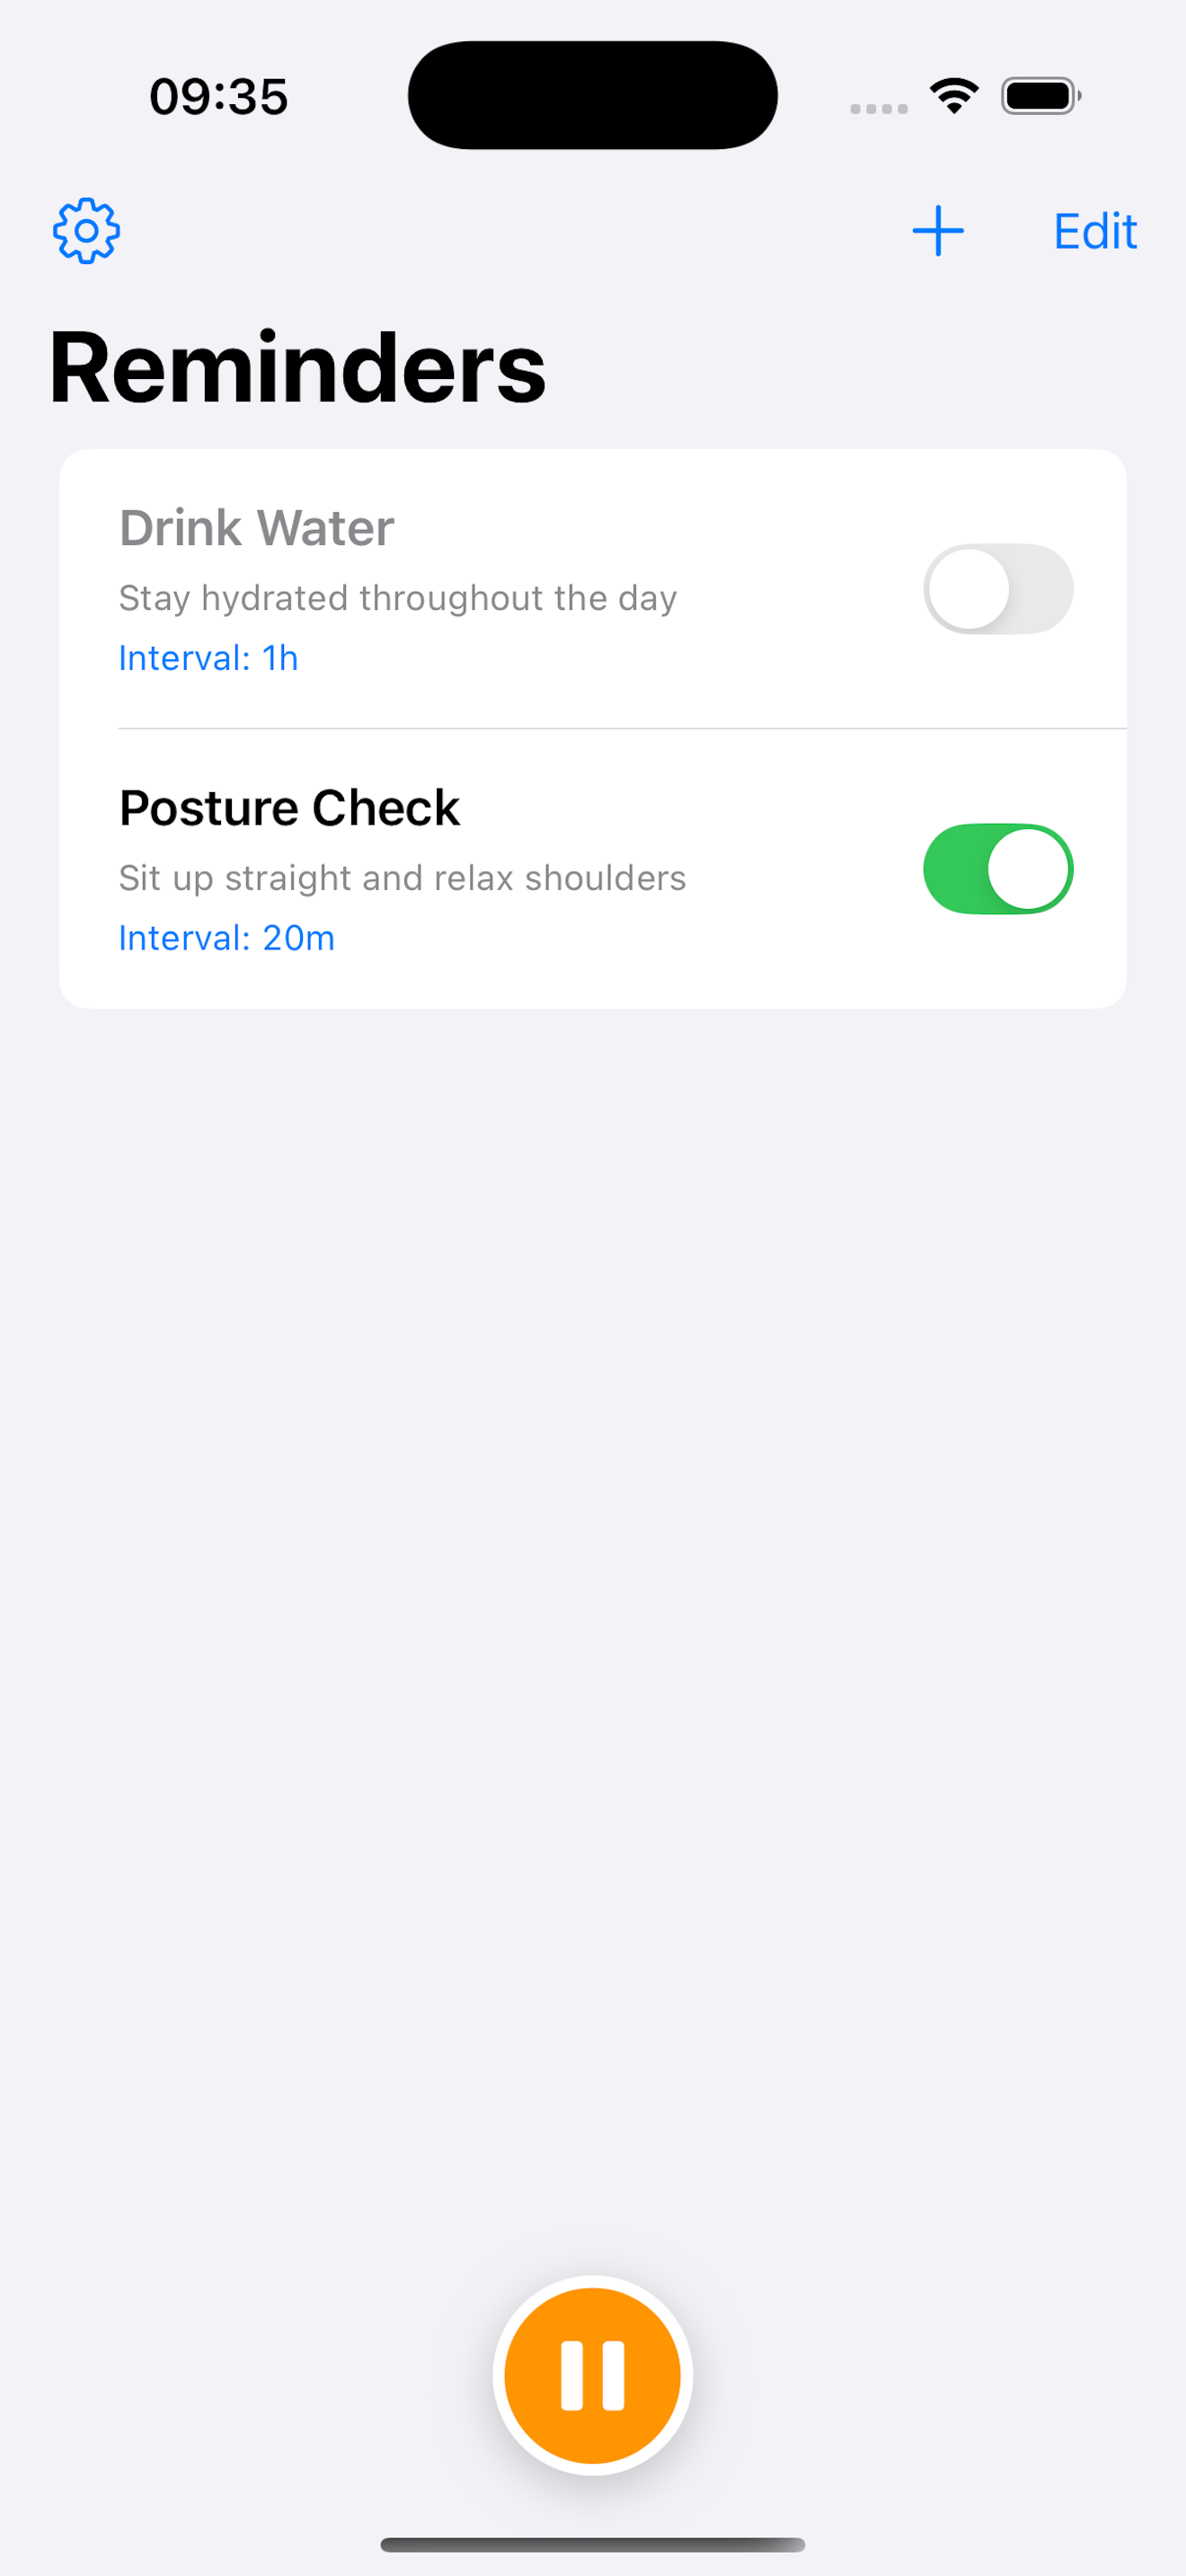 09:35
Edit
Reminders
Drink Water
Stay hydrated throughout the day
Interval: 1h
Posture Check
Sit up straight and relax shoulders
Interval: 20m